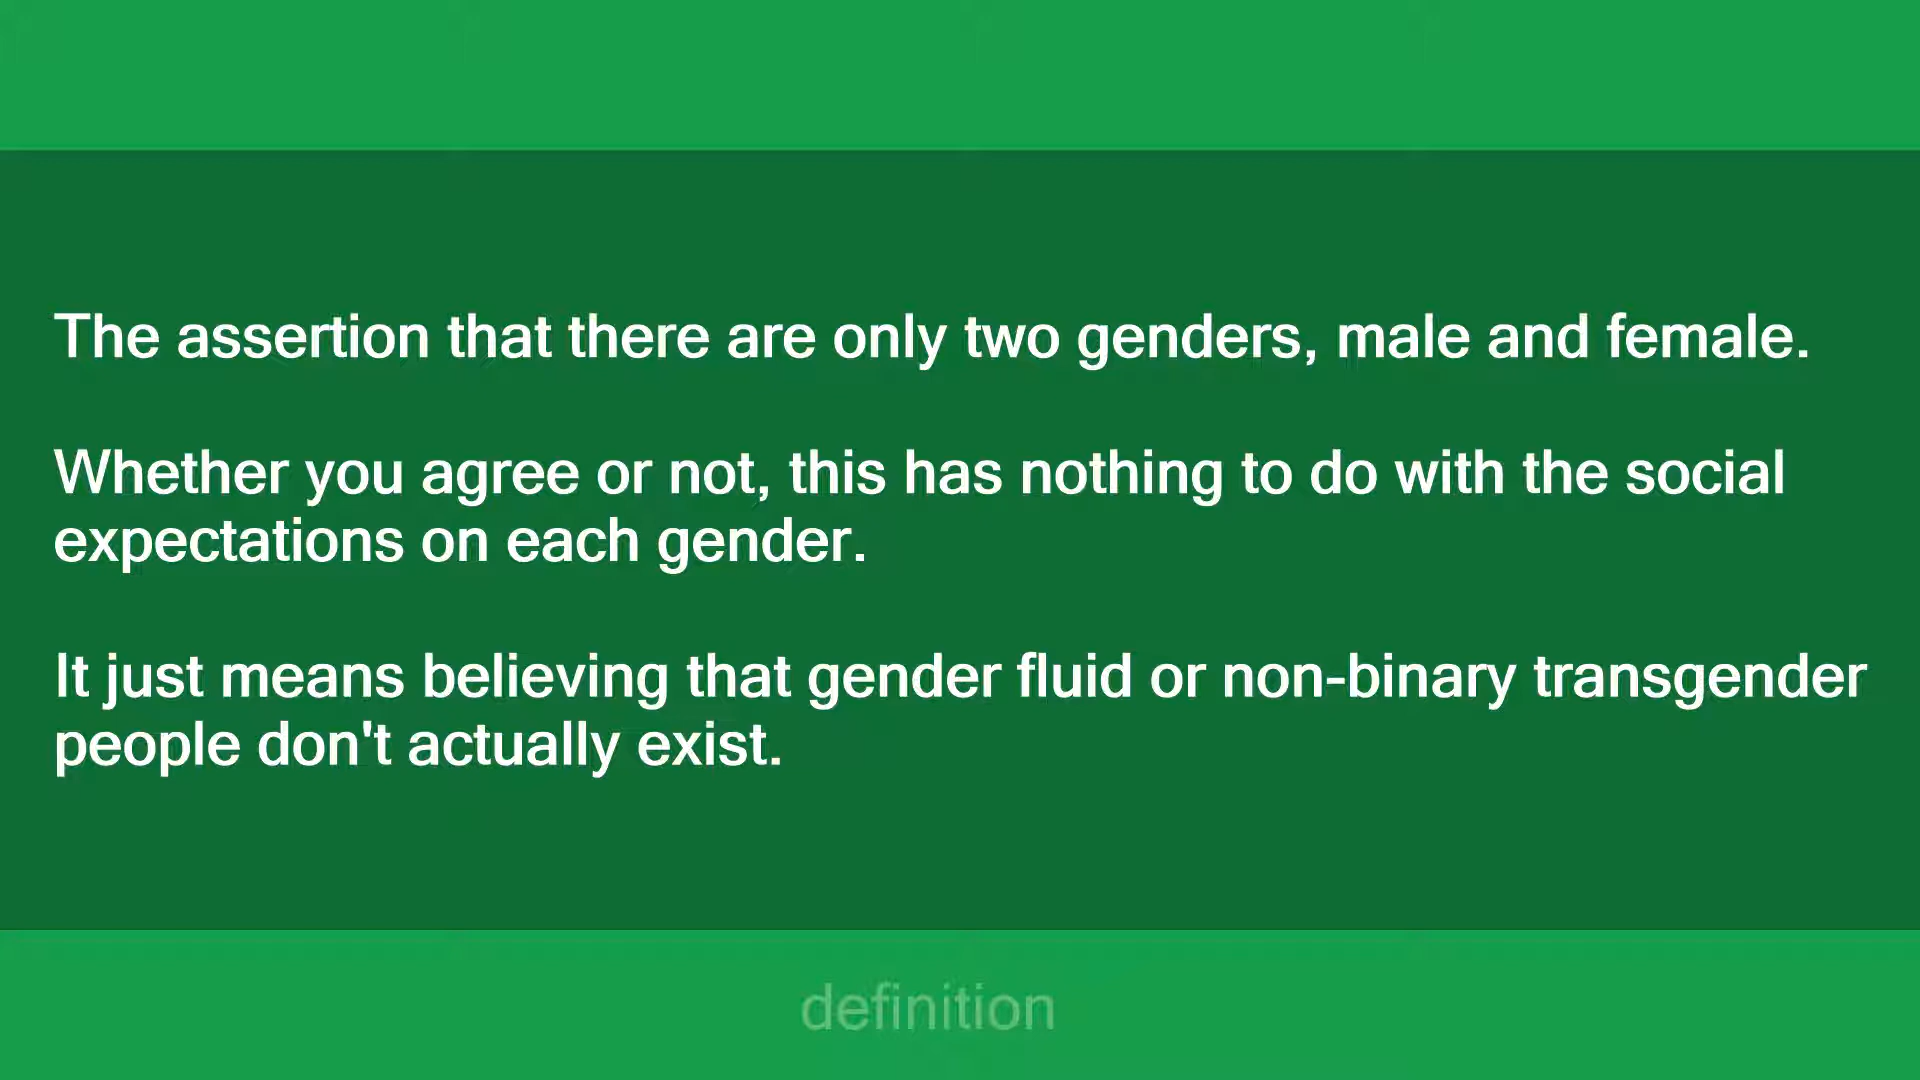 The assertion that there are only two genders, male and female.
Whether you agree or not, this has nothing to do with the social
expectations on each gender.
It just means believing that gender fluid or non-binary transgender
people don't actually exist.
definition